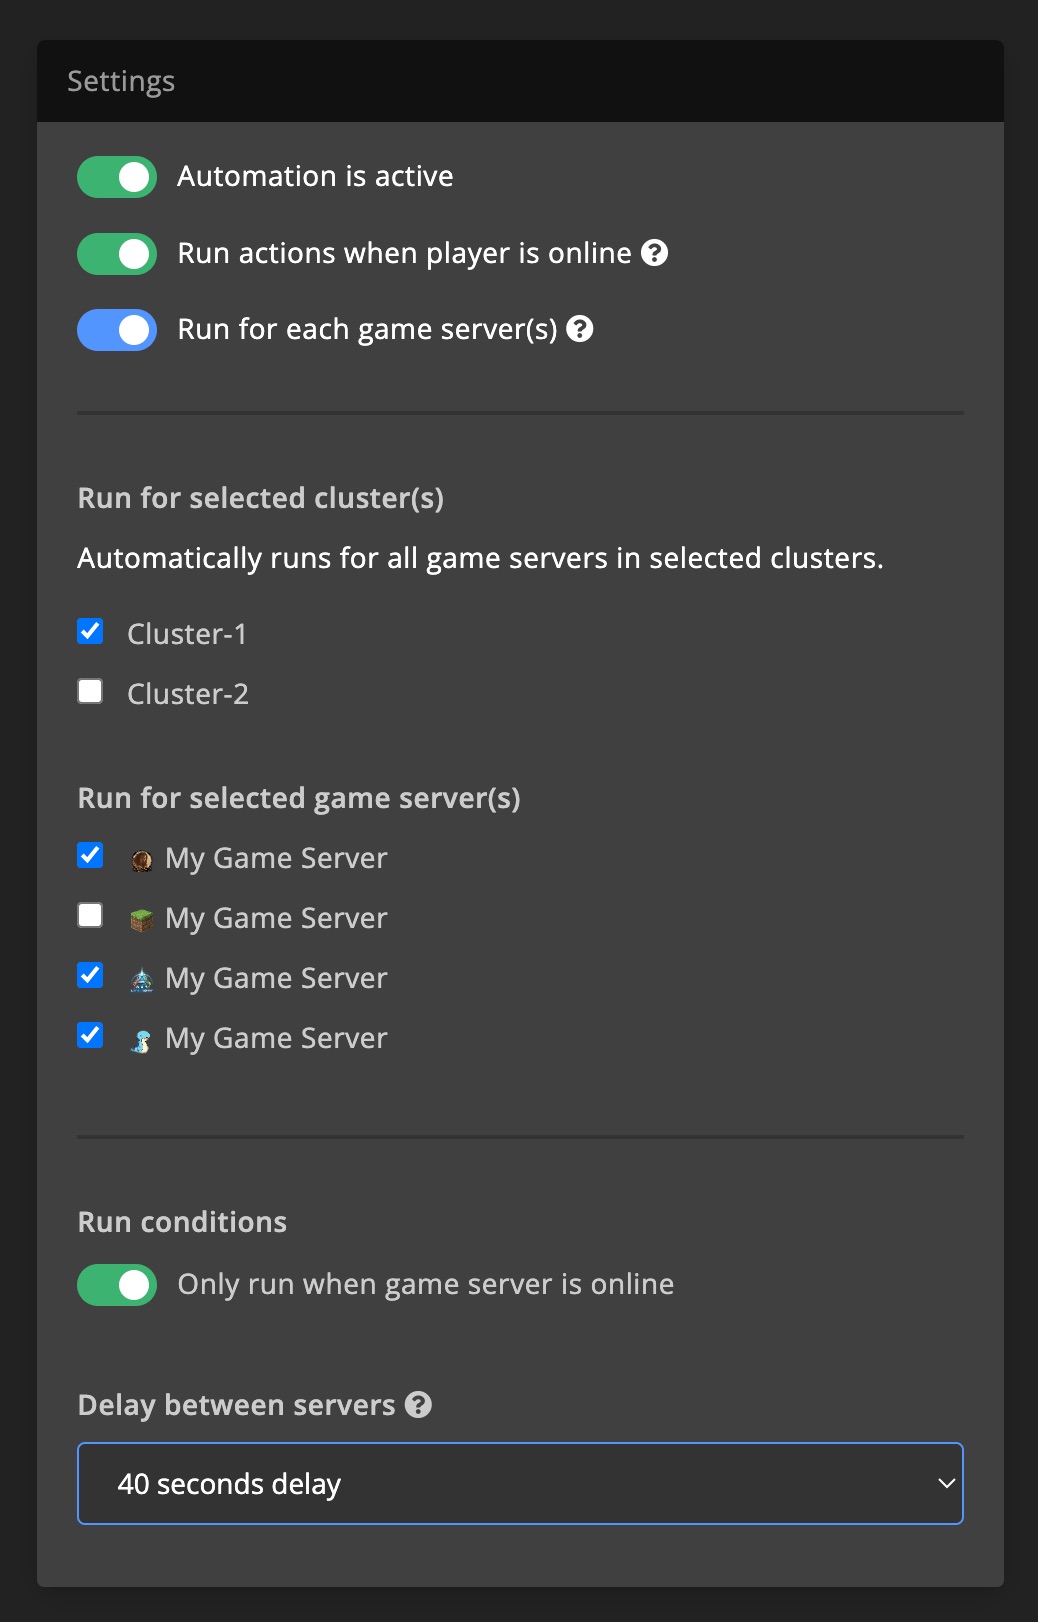 Settings
Automation is active
Run actions when player is online ?
Run for each game server(s) ?
Run for selected cluster(s)
Automatically runs for all game servers in selected clusters.
Cluster-1
Cluster-2
Run for selected game server(s)
My Game Server
My Game Server
My Game Server
My Game Server
Run conditions
Only run when game server is online
Delay between servers ?
40 seconds delay